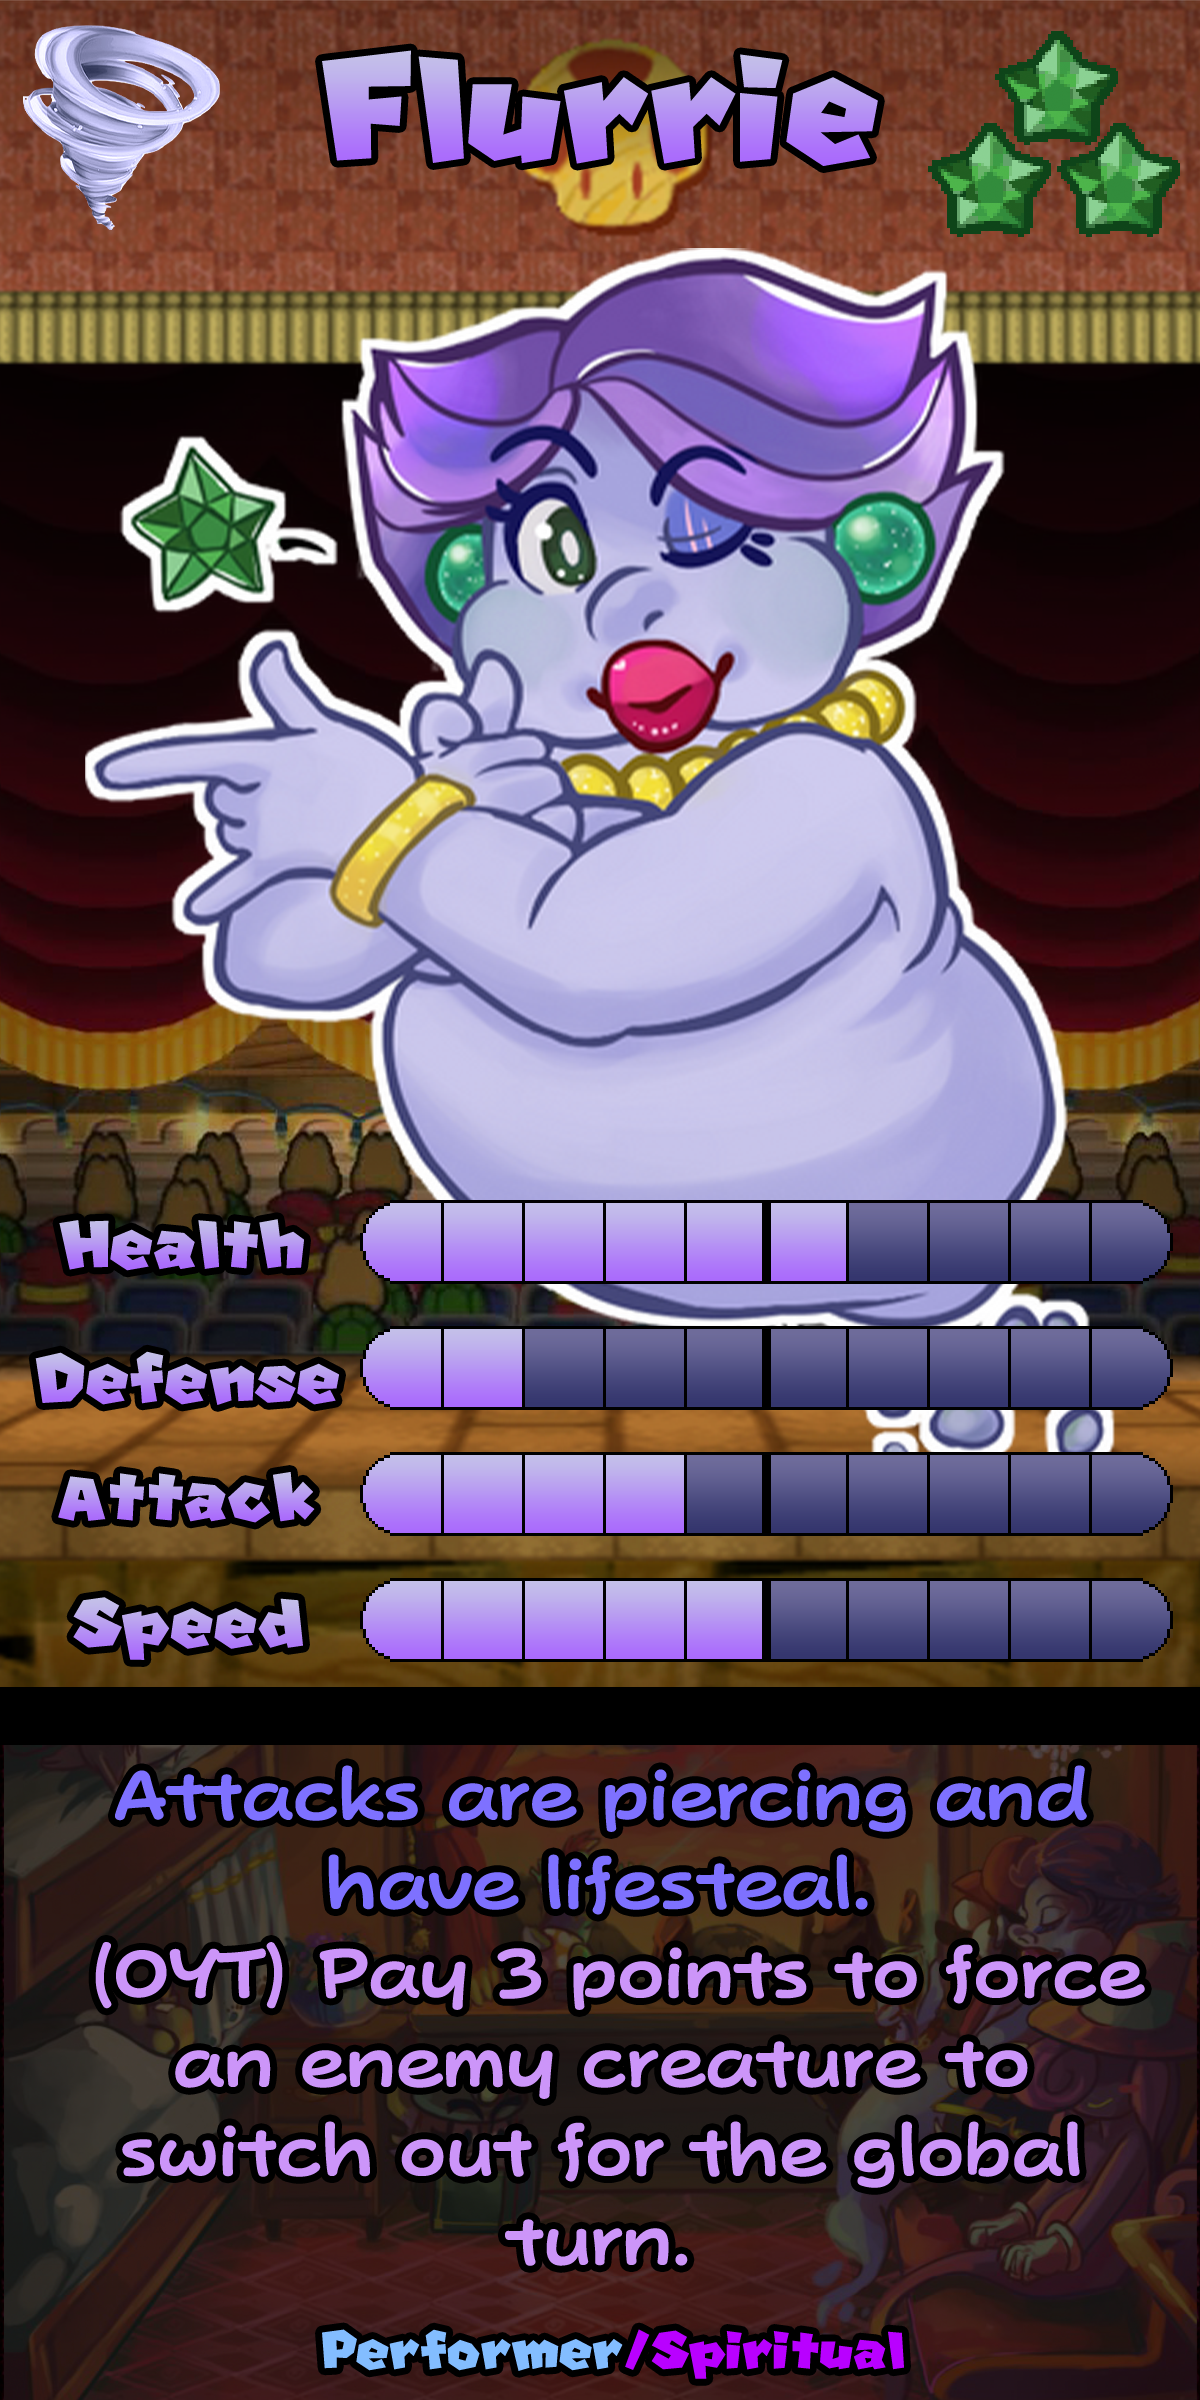 Flurrie
Health
Defense
Attack
Speed
Attacks are piercing and
have lifesteal.
(OYT) Pay 3 points to force
an enemy creature to
switch out for the global
turn.
Performer/Spiritual